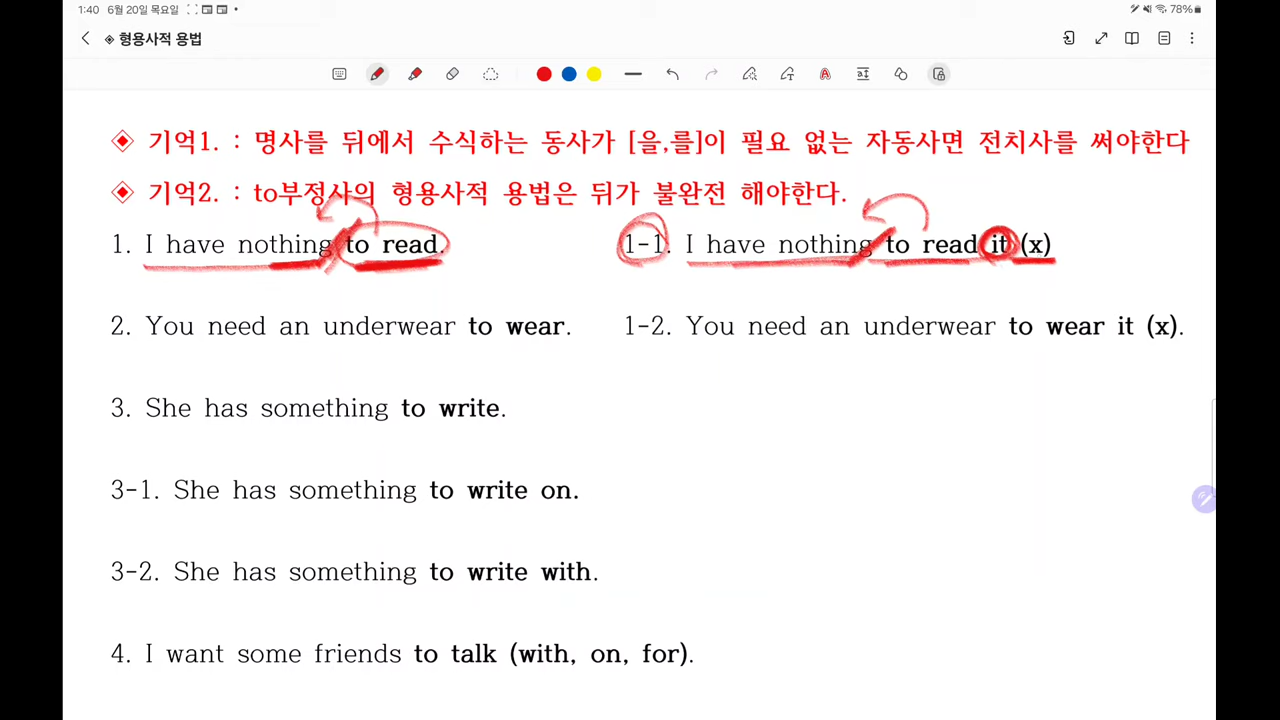 1:40 6월 20일 목요일 78%
형용사적 용법
◈ 기억1. : 명사를 뒤에서 수식하는 동사가 [을,를]이 필요 없는 자동사면 전치사를 써야한다
◈ 기억2. : to부정사의 형용사적 용법은 뒤가 불완전 해야한다.
1. I have nothing to read. 1-1. I have nothing to read it (x)
2. You need an underwear to wear. 1-2. You need an underwear to wear it (x).
3. She has something to write.
3-1. She has something to write on.
3-2. She has something to write with.
4. I want some friends to talk (with, on, for).